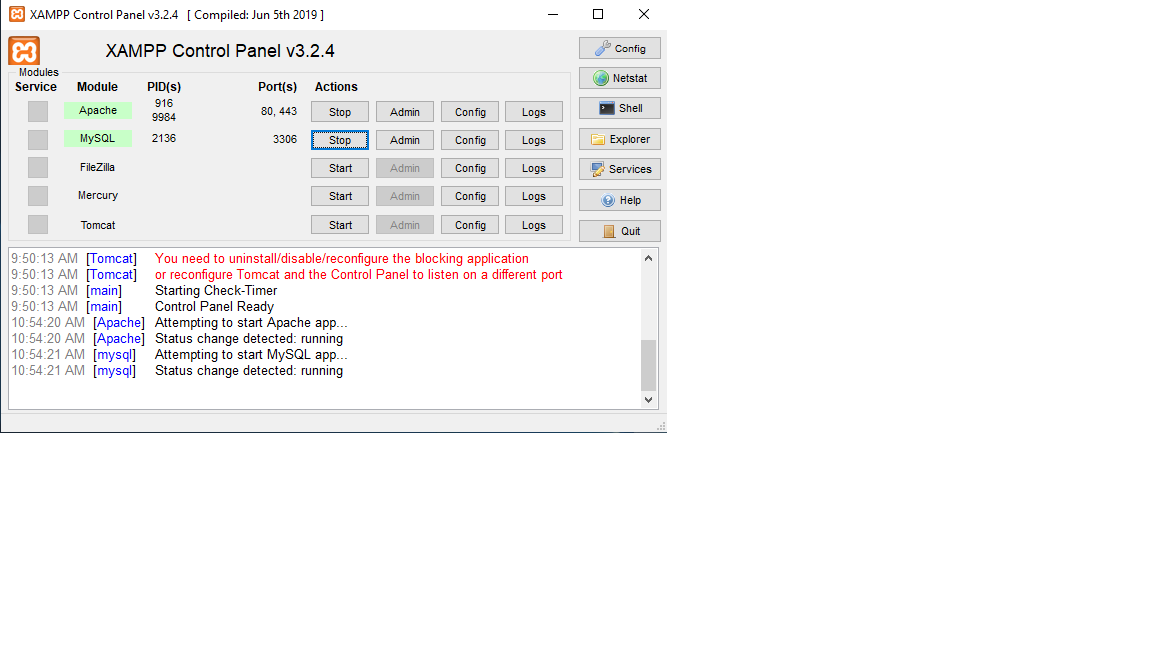 XAMPP Control Panel v3.2.4 [ Compiled: Jun 5th 2019 ]
XAMPP Control Panel v3.2.4
Config
Modules
Service Module PID(s) Port(s) Actions
Netstat
Apache 916 9984 80, 443 Stop Admin Config Logs
Shell
MySQL 2136 3306 Stop Admin Config Logs
Explorer
FileZilla Start Admin Config Logs
Services
Mercury Start Admin Config Logs
Help
Tomcat Start Admin Config Logs
Quit
9:50:13 AM [Tomcat] You need to uninstall/disable/reconfigure the blocking application
9:50:13 AM [Tomcat] or reconfigure Tomcat and the Control Panel to listen on a different port
9:50:13 AM [main] Starting Check-Timer
9:50:13 AM [main] Control Panel Ready
10:54:20 AM [Apache] Attempting to start Apache app...
10:54:20 AM [Apache] Status change detected: running
10:54:21 AM [mysql] Attempting to start MySQL app...
10:54:21 AM [mysql] Status change detected: running